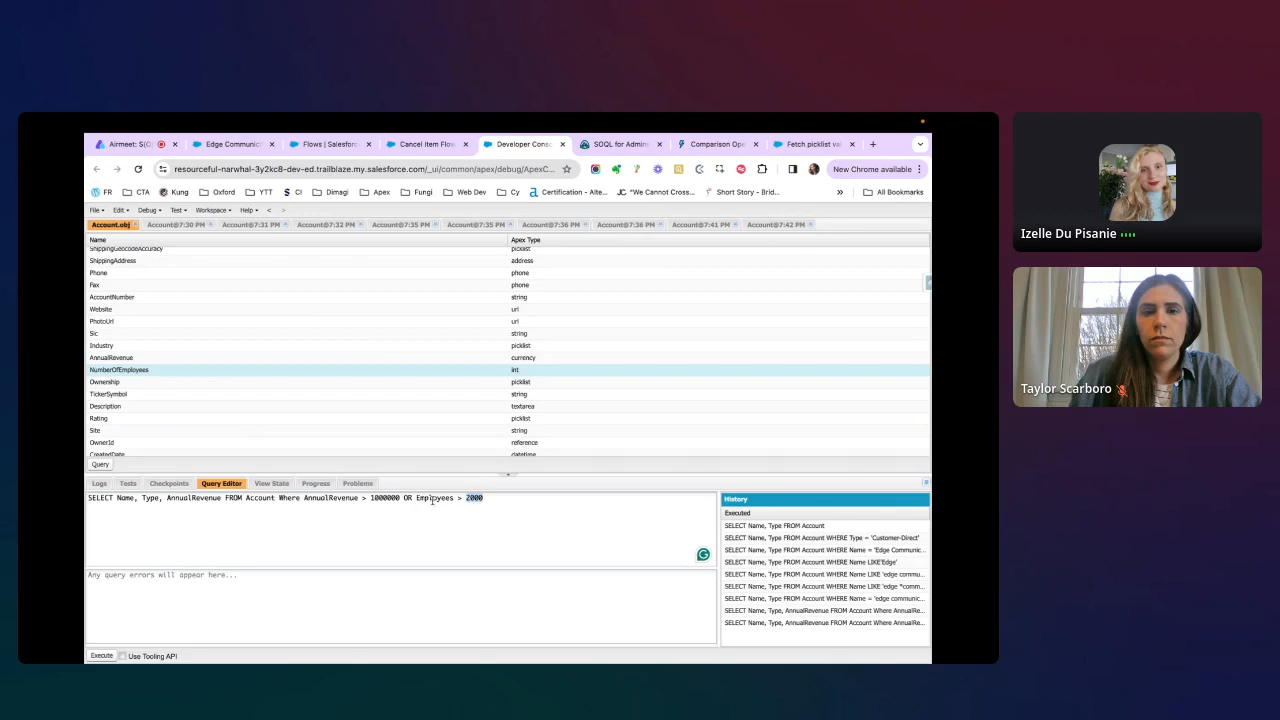 Airmeet: S(O
Edge Communic
Flows | Salesforc
Cancel Item Flow
Developer Conso
SOQL for Admins
Comparison Ope
Fetch picklist val
resourceful-narwhal-3y2kc8-dev-ed.trailblaze.my.salesforce.com/_ui/common/apex/debug/ApexC...
New Chrome available
FR
CTA
Kung
Oxford
YTT
CI
Dimagi
Apex
Fungi
Web Dev
Cy
Certification - Alte...
"We Cannot Cross...
Short Story - Brid...
»
All Bookmarks
File
Edit
Debug
Test
Workspace
Help
<
>
Account.obj
Account@7:30 PM
Account@7:31 PM
Account@7:32 PM
Account@7:35 PM
Account@7:35 PM
Account@7:36 PM
Account@7:36 PM
Account@7:41 PM
Account@7:42 PM
Name Apex Type
ShippingGeocodeAccuracy picklist
ShippingAddress address
Phone phone
Fax phone
AccountNumber string
Website url
PhotoUrl url
Sic string
Industry picklist
AnnualRevenue currency
NumberOfEmployees int
Ownership picklist
TickerSymbol string
Description textarea
Rating picklist
Site string
OwnerId reference
CreatedDate datetime
Query
Logs
Tests
Checkpoints
Query Editor
View State
Progress
Problems
SELECT Name, Type, AnnualRevenue FROM Account Where AnnualRevenue > 1000000 OR Employees > 2000
Any query errors will appear here...
Execute
Use Tooling API
History
Executed
SELECT Name, Type FROM Account
SELECT Name, Type FROM Account WHERE Type = 'Customer-Direct'
SELECT Name, Type FROM Account WHERE Name = 'Edge Communic...
SELECT Name, Type FROM Account WHERE Name LIKE'Edge'
SELECT Name, Type FROM Account WHERE Name LIKE 'edge commu...
SELECT Name, Type FROM Account WHERE Name LIKE 'edge *comm...
SELECT Name, Type FROM Account WHERE Name = 'edge communic...
SELECT Name, Type, AnnualRevenue FROM Account Where AnnualRe...
SELECT Name, Type, AnnualRevenue FROM Account Where AnnualRe...
Izelle Du Pisanie
Taylor Scarboro